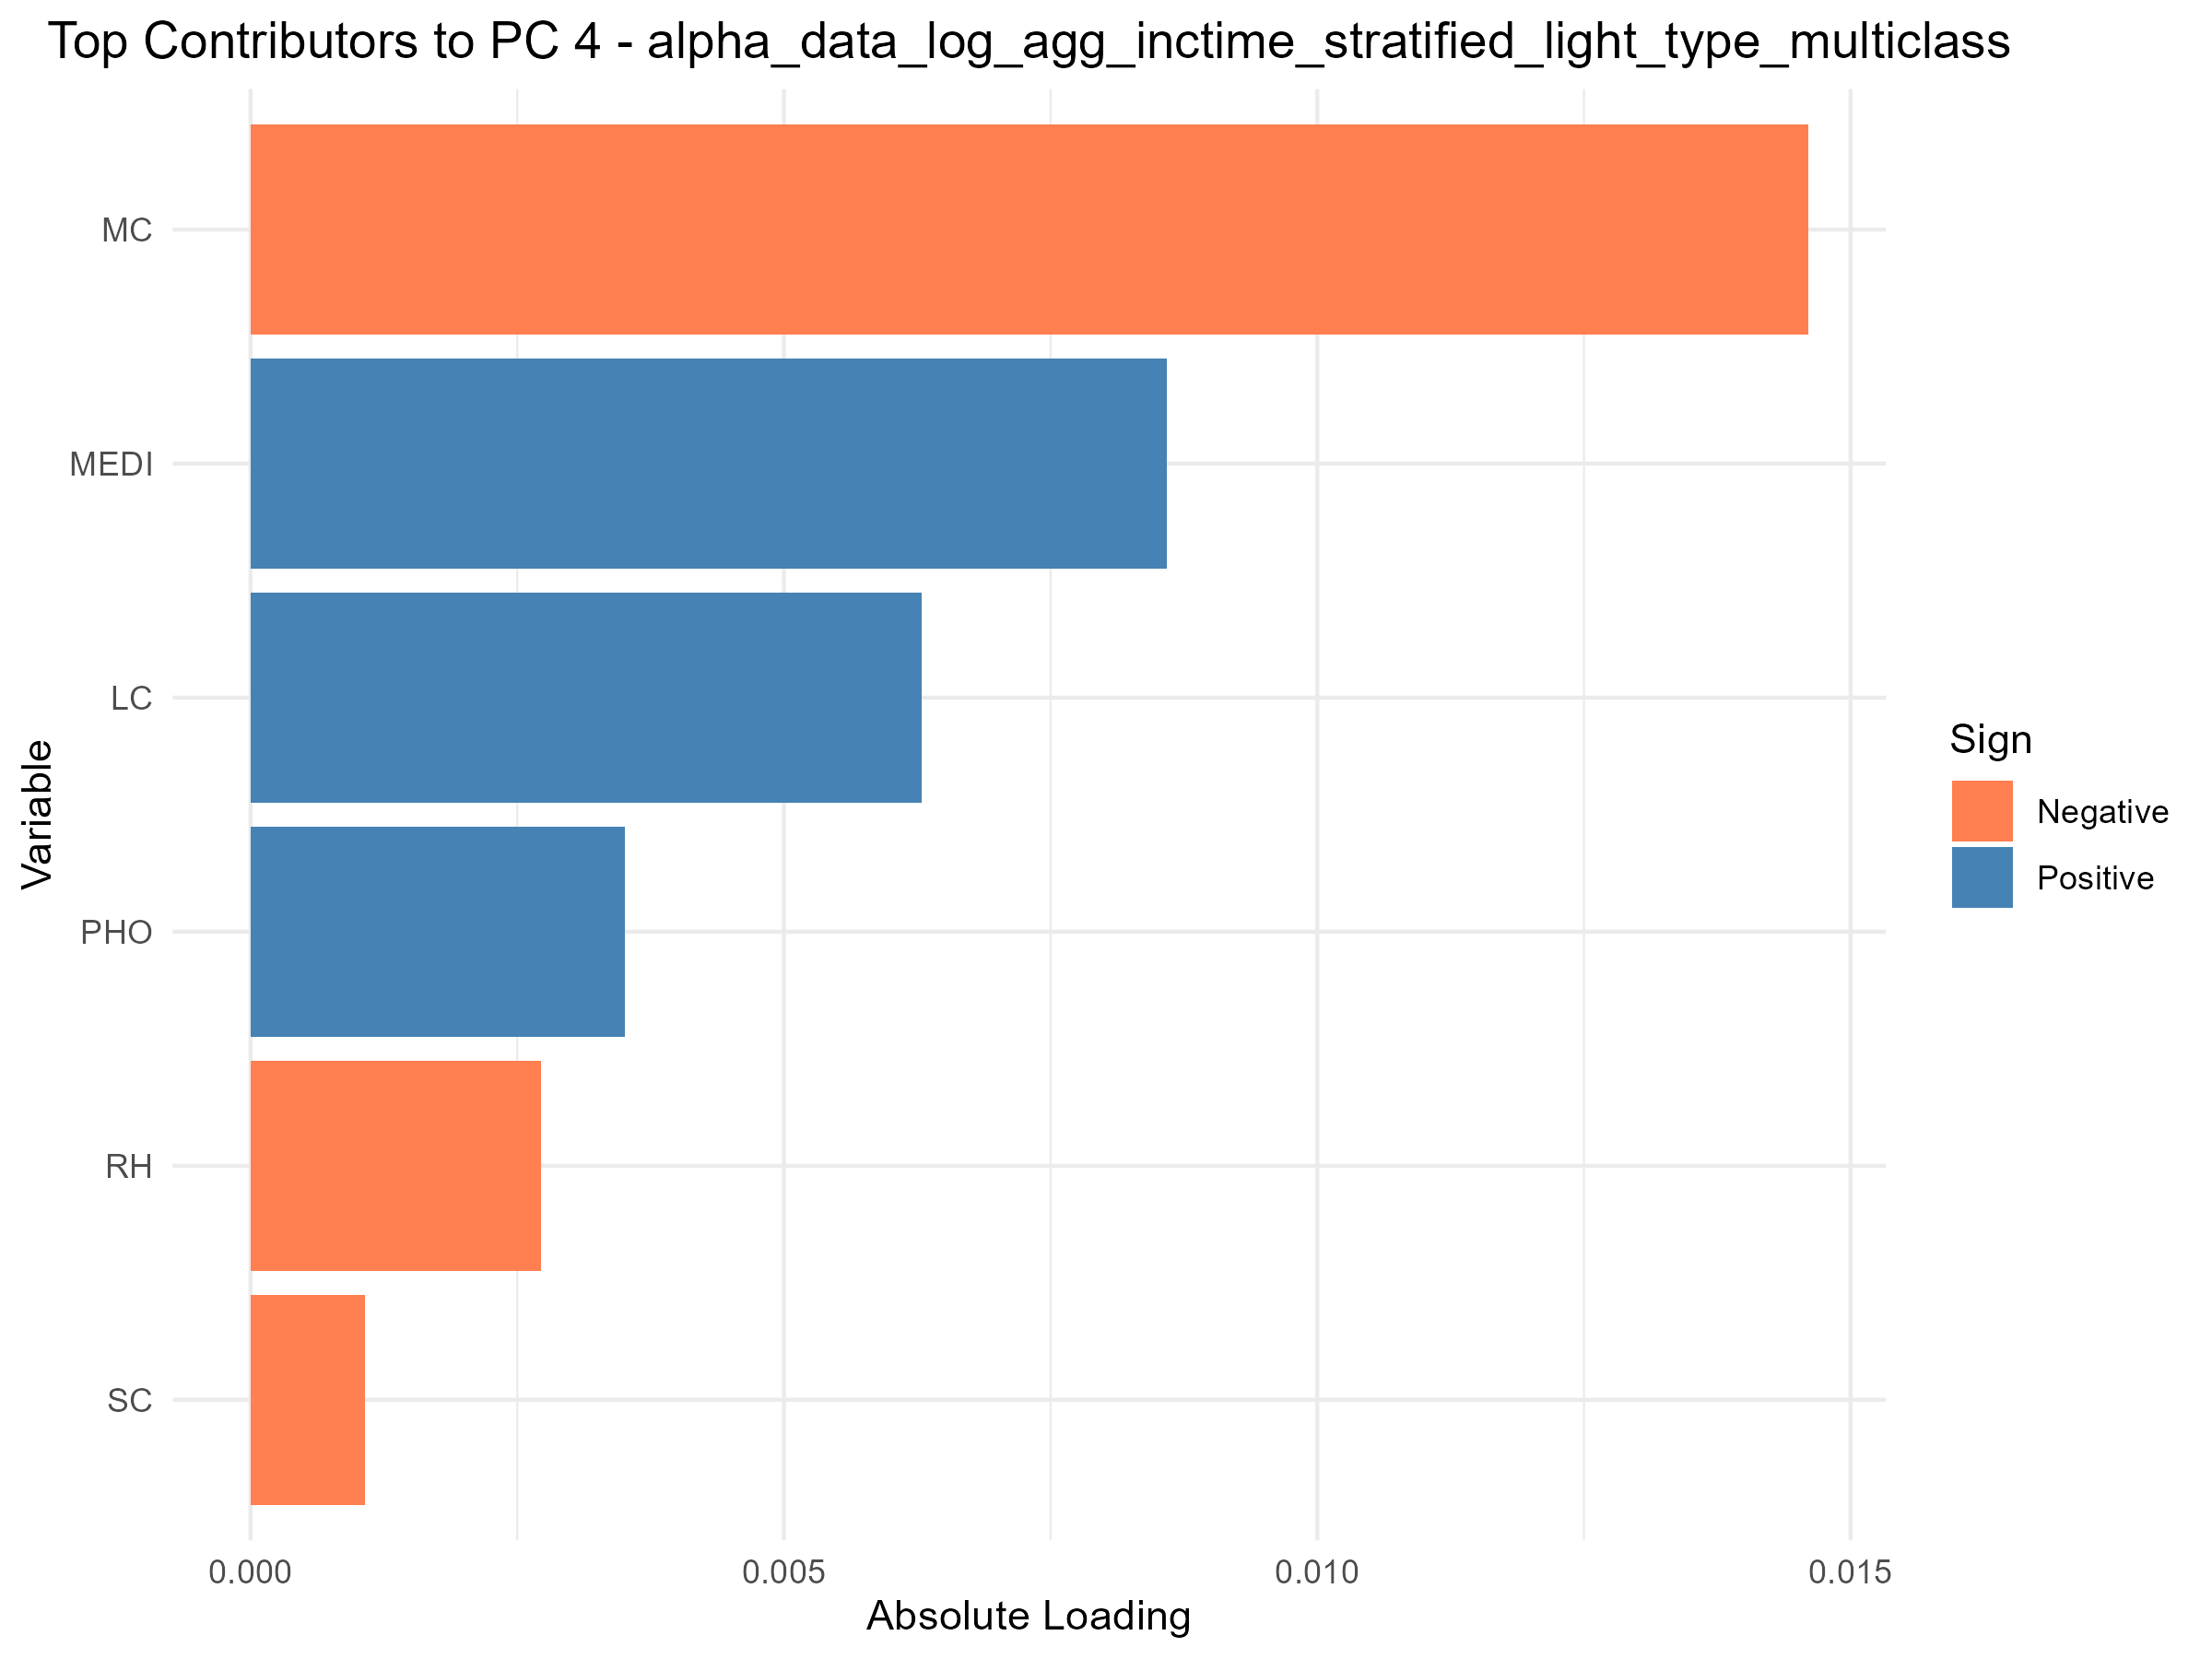 Top Contributors to PC 4 - alpha_data_log_agg_inctime_stratified_light_type_multiclass
MC
MEDI
LC
PHO
RH
SC
Variable
0.000
0.005
0.010
0.015
Absolute Loading
Sign
Negative
Positive